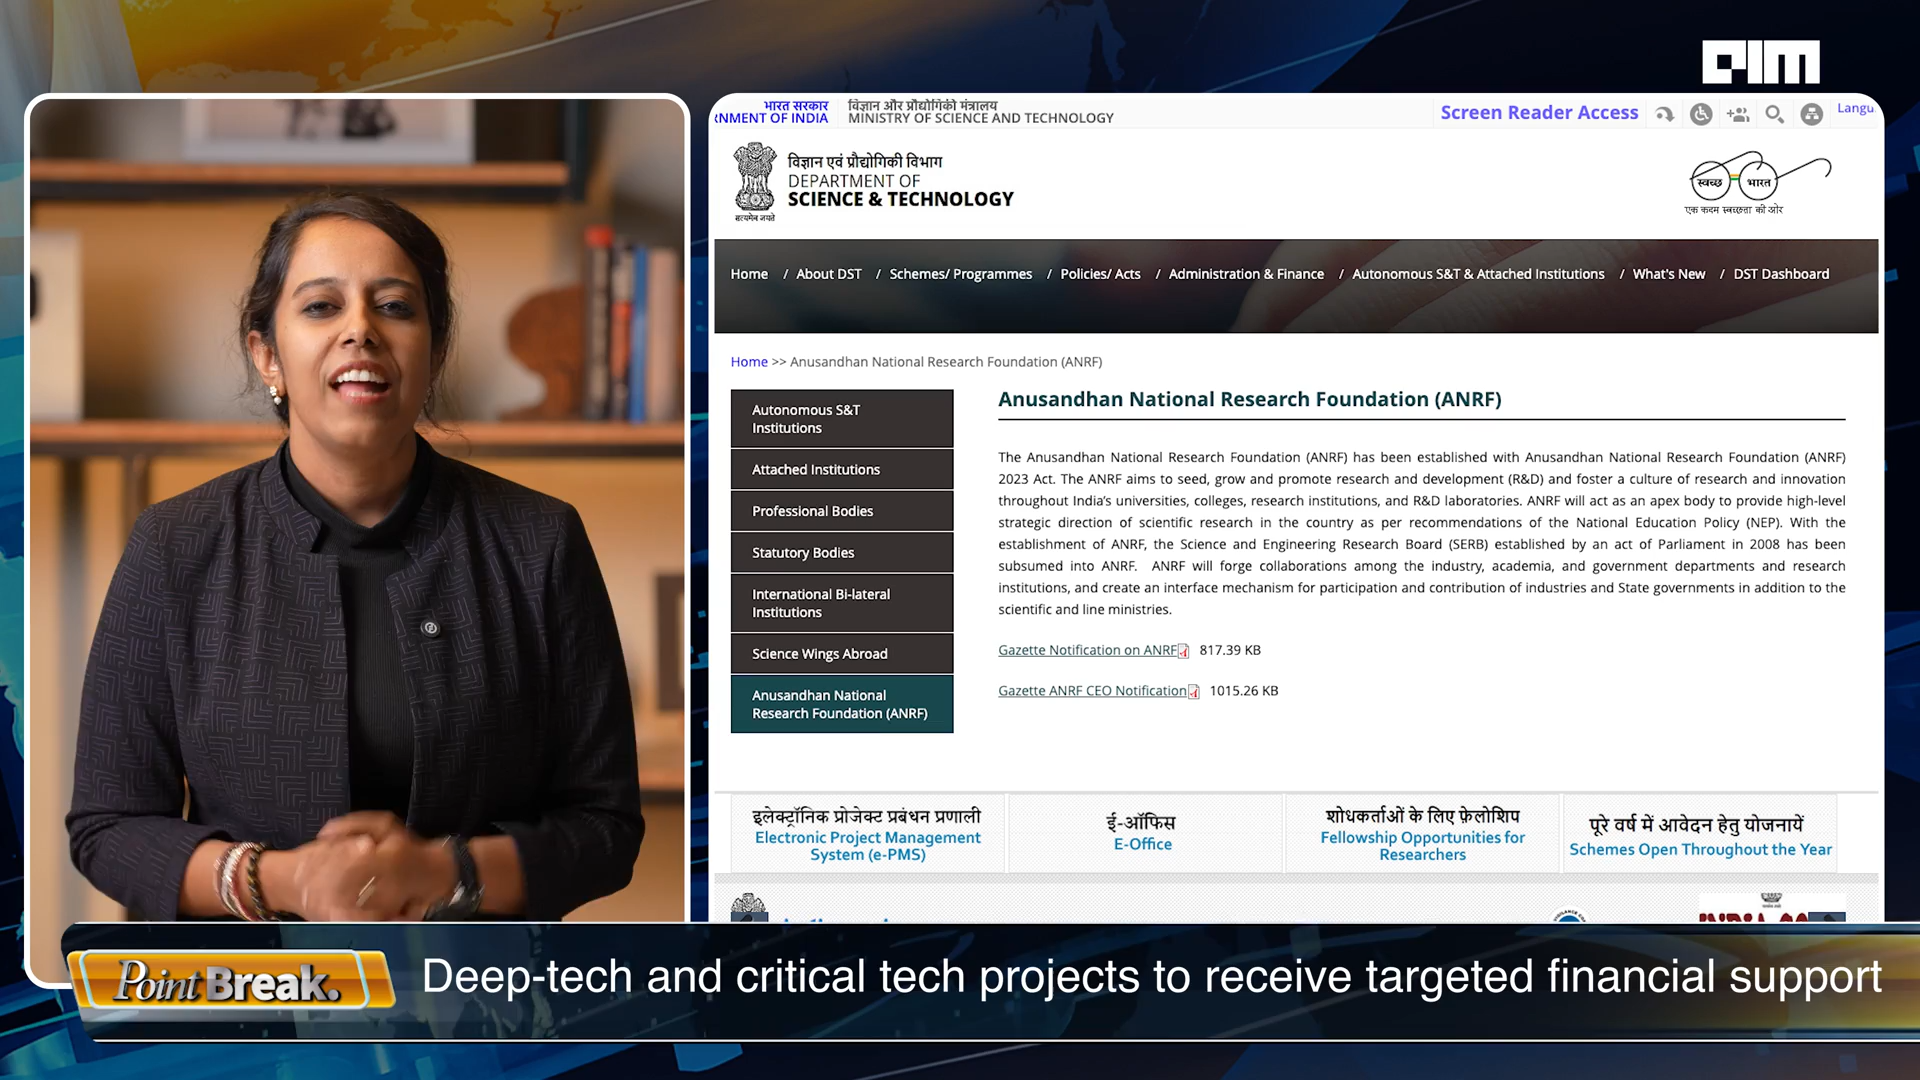 AIM
भारत सरकार
RNMENT OF INDIA
विज्ञान और प्रौद्योगिकी मंत्रालय
MINISTRY OF SCIENCE AND TECHNOLOGY
Screen Reader Access
Langu
विज्ञान एवं प्रौद्योगिकी विभाग
DEPARTMENT OF
SCIENCE & TECHNOLOGY
सत्यमेव जयते
स्वच्छ भारत
एक कदम स्वच्छता की ओर
Home / About DST / Schemes/ Programmes / Policies/ Acts / Administration & Finance / Autonomous S&T & Attached Institutions / What's New / DST Dashboard
Home >> Anusandhan National Research Foundation (ANRF)
Autonomous S&T
Institutions
Attached Institutions
Professional Bodies
Statutory Bodies
International Bi-lateral
Institutions
Science Wings Abroad
Anusandhan National
Research Foundation (ANRF)
Anusandhan National Research Foundation (ANRF)
The Anusandhan National Research Foundation (ANRF) has been established with Anusandhan National Research Foundation (ANRF)
2023 Act. The ANRF aims to seed, grow and promote research and development (R&D) and foster a culture of research and innovation
throughout India's universities, colleges, research institutions, and R&D laboratories. ANRF will act as an apex body to provide high-level
strategic direction of scientific research in the country as per recommendations of the National Education Policy (NEP). With the
establishment of ANRF, the Science and Engineering Research Board (SERB) established by an act of Parliament in 2008 has been
subsumed into ANRF. ANRF will forge collaborations among the industry, academia, and government departments and research
institutions, and create an interface mechanism for participation and contribution of industries and State governments in addition to the
scientific and line ministries.
Gazette Notification on ANRF 817.39 KB
Gazette ANRF CEO Notification 1015.26 KB
इलेक्ट्रॉनिक प्रोजेक्ट प्रबंधन प्रणाली
Electronic Project Management
System (e-PMS)
ई-ऑफिस
E-Office
शोधकर्ताओं के लिए फ़ेलोशिप
Fellowship Opportunities for
Researchers
पूरे वर्ष में आवेदन हेतु योजनायें
Schemes Open Throughout the Year
Point Break.
Deep-tech and critical tech projects to receive targeted financial support